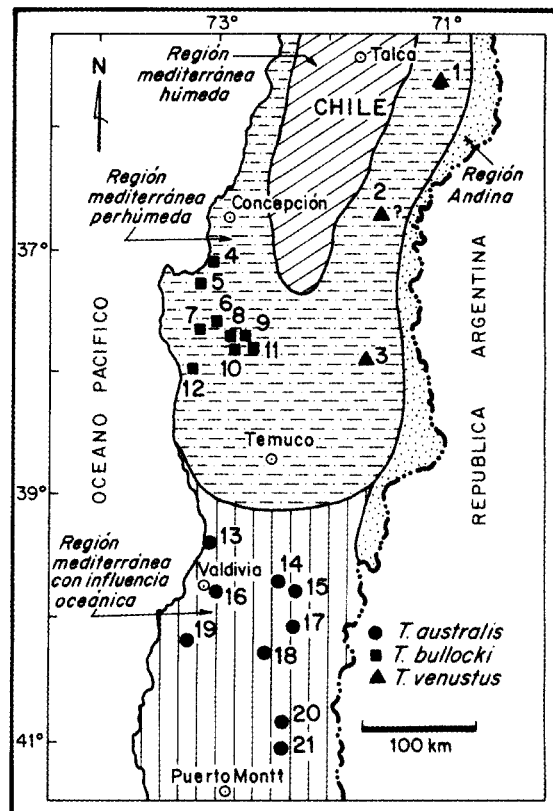 73°
71°
Región
mediterránea
húmeda
Talca
1
N
CHILE
Región
Andina
2
?
Región
mediterránea
perhúmeda
Concepción
37°
4
5
6
7
8
9
10
11
12
3
OCEANO PACIFICO
REPUBLICA ARGENTINA
Temuco
39°
13
Región
mediterránea
con influencia
oceánica
Valdivia
14
15
16
17
18
19
T. australis
T. bullocki
T. venustus
20
21
100 km
41°
Puerto Montt